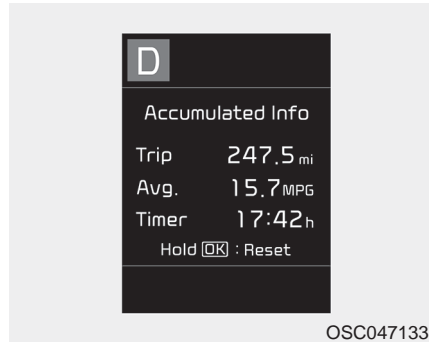 D
Accumulated Info
Trip 247.5 mi
Avg. 15.7 MPG
Timer 17:42 h
Hold OK : Reset
OSC047133